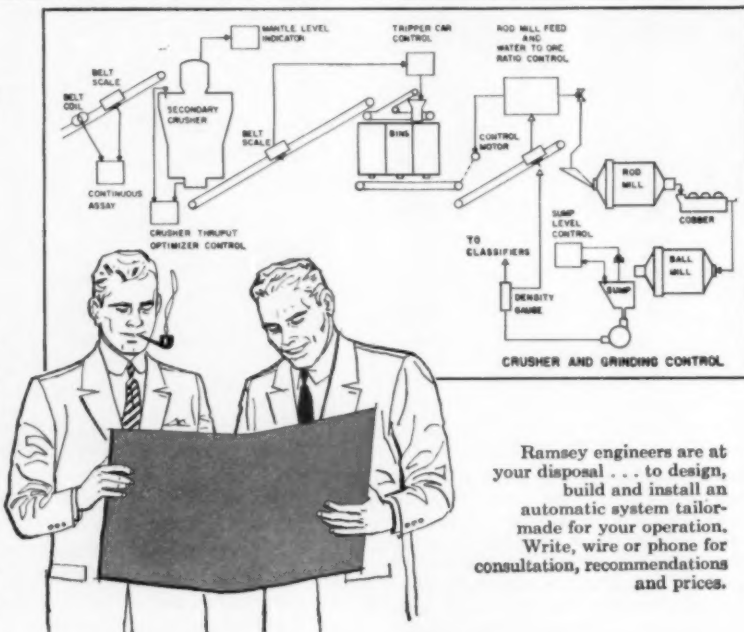 MANTLE LEVEL
INDICATOR
TRIPPER CAR
CONTROL
ROD MILL FEED
AND
WATER TO ORE
RATIO CONTROL
BELT
SCALE
BELT
COIL
SECONDARY
CRUSHER
BELT
SCALE
BINS
CONTROL
MOTOR
ROD
MILL
COBBER
CONTINUOUS
ASSAY
CRUSHER THRUPUT
OPTIMIZER CONTROL
TO
CLASSIFIERS
SUMP
LEVEL
CONTROL
BALL
MILL
SUMP
DENSITY
GAUGE
CRUSHER AND GRINDING CONTROL
Ramsey engineers are at
your disposal . . . to design,
build and install an
automatic system tailor-
made for your operation.
Write, wire or phone for
consultation, recommendations
and prices.